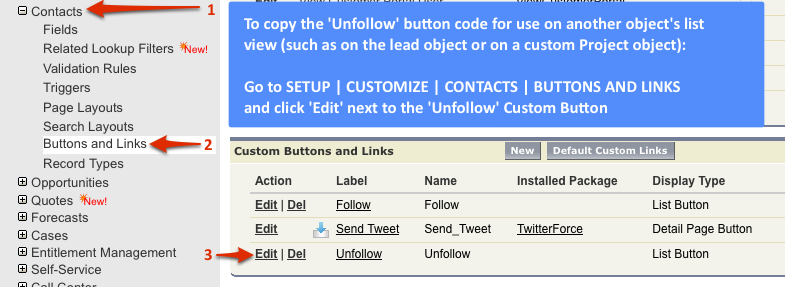 Contacts 1
Fields
Related Lookup Filters New!
Validation Rules
Triggers
Page Layouts
Search Layouts
Buttons and Links 2
Record Types
Opportunities
Quotes New!
Forecasts
Cases
Entitlement Management
Self-Service
To copy the 'Unfollow' button code for use on another object's list
view (such as on the lead object or on a custom Project object):
Go to SETUP | CUSTOMIZE | CONTACTS | BUTTONS AND LINKS
and click 'Edit' next to the 'Unfollow' Custom Button
Custom Buttons and Links New Default Custom Links
Action Label Name Installed Package Display Type
Edit | Del Follow Follow List Button
Edit Send Tweet Send_Tweet TwitterForce Detail Page Button
3 Edit | Del Unfollow Unfollow List Button